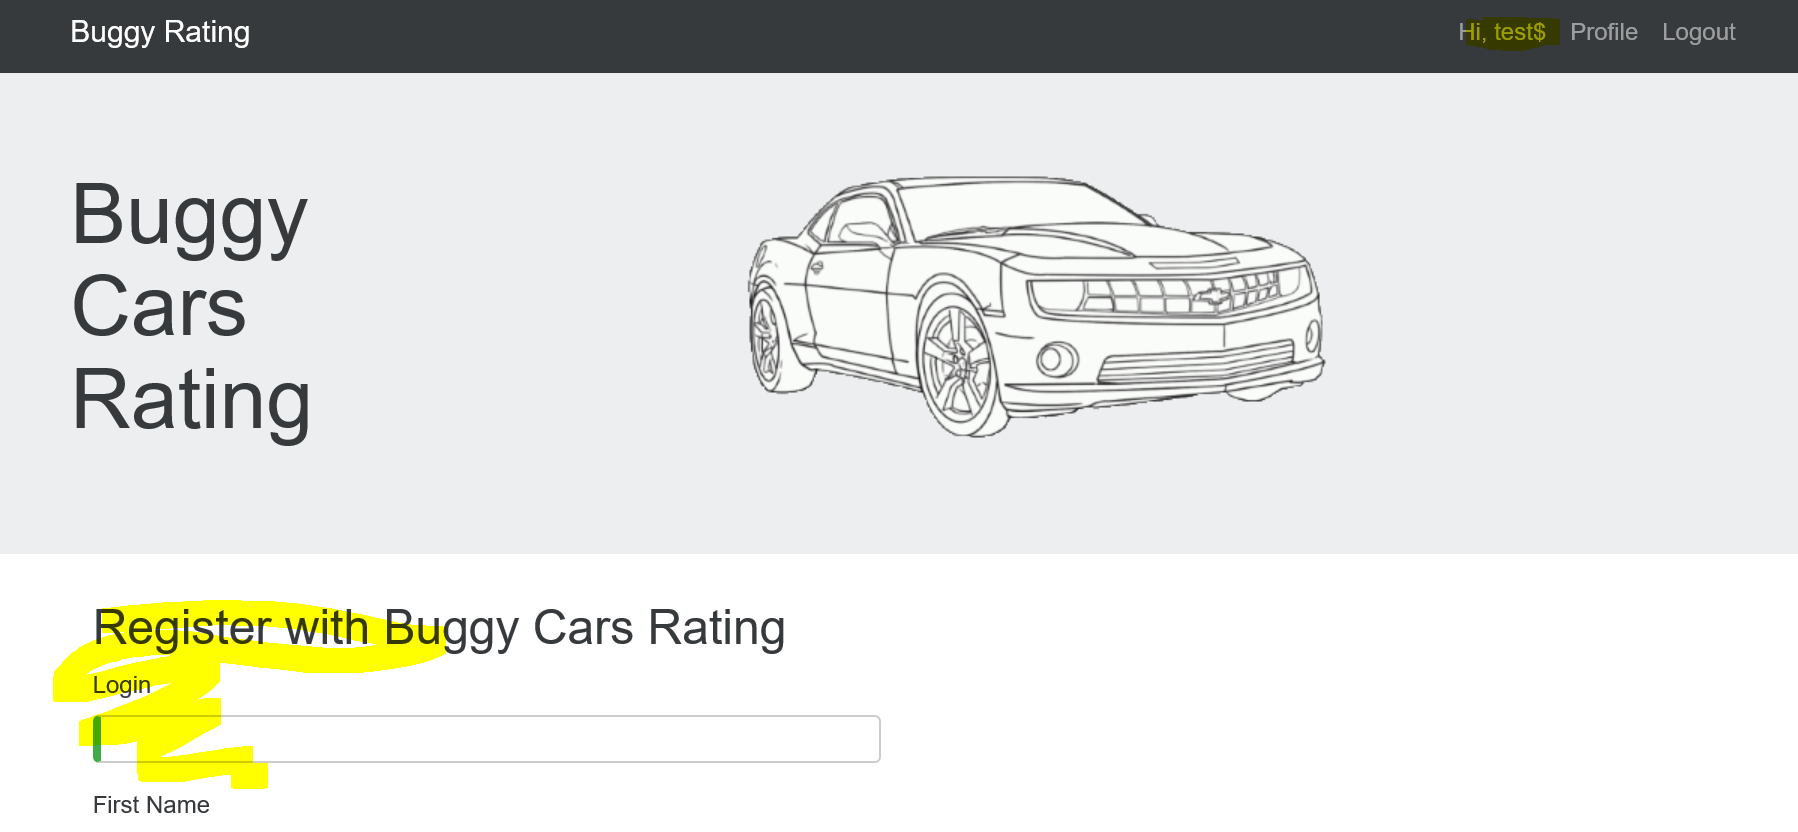 Buggy Rating
Hi, test$ Profile Logout
Buggy
Cars
Rating
Register with Buggy Cars Rating
Login
First Name